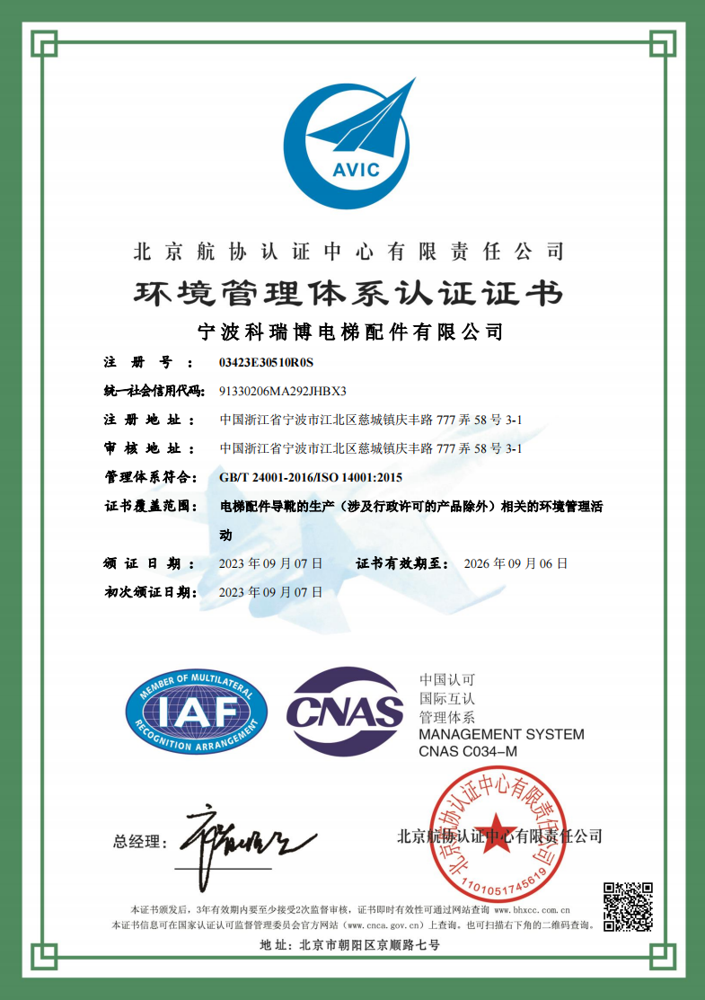 AVIC
北京航协认证中心有限责任公司
环境管理体系认证证书
宁波科瑞博电梯配件有限公司
注册号： 03423E30510R0S
统一社会信用代码： 91330206MA292JHBX3
注册地址： 中国浙江省宁波市江北区慈城镇庆丰路 777 弄 58 号 3-1
审核地址： 中国浙江省宁波市江北区慈城镇庆丰路 777 弄 58 号 3-1
管理体系符合： GB/T 24001-2016/ISO 14001:2015
证书覆盖范围： 电梯配件导靴的生产（涉及行政许可的产品除外）相关的环境管理活
动
颁证日期： 2023 年 09 月 07 日 证书有效期至： 2026 年 09 月 06 日
初次颁证日期： 2023 年 09 月 07 日
MEMBER OF MULTILATERAL
IAF
RECOGNITION ARRANGEMENT
CNAS
中国认可
国际互认
管理体系
MANAGEMENT SYSTEM
CNAS C034-M
总经理：
北京航协认证中心有限责任公司
北京航协认证中心有限责任公司
1101051745619
本证书颁发后，3年有效期内要至少接受2次监督审核，证书即时有效性可通过网站查询 www.bhxcc.com.cn
本证书信息可在国家认证认可监督管理委员会官方网站（www.cnca.gov.cn）上查询。也可扫描右下角的二维码查询。
地址：北京市朝阳区京顺路七号